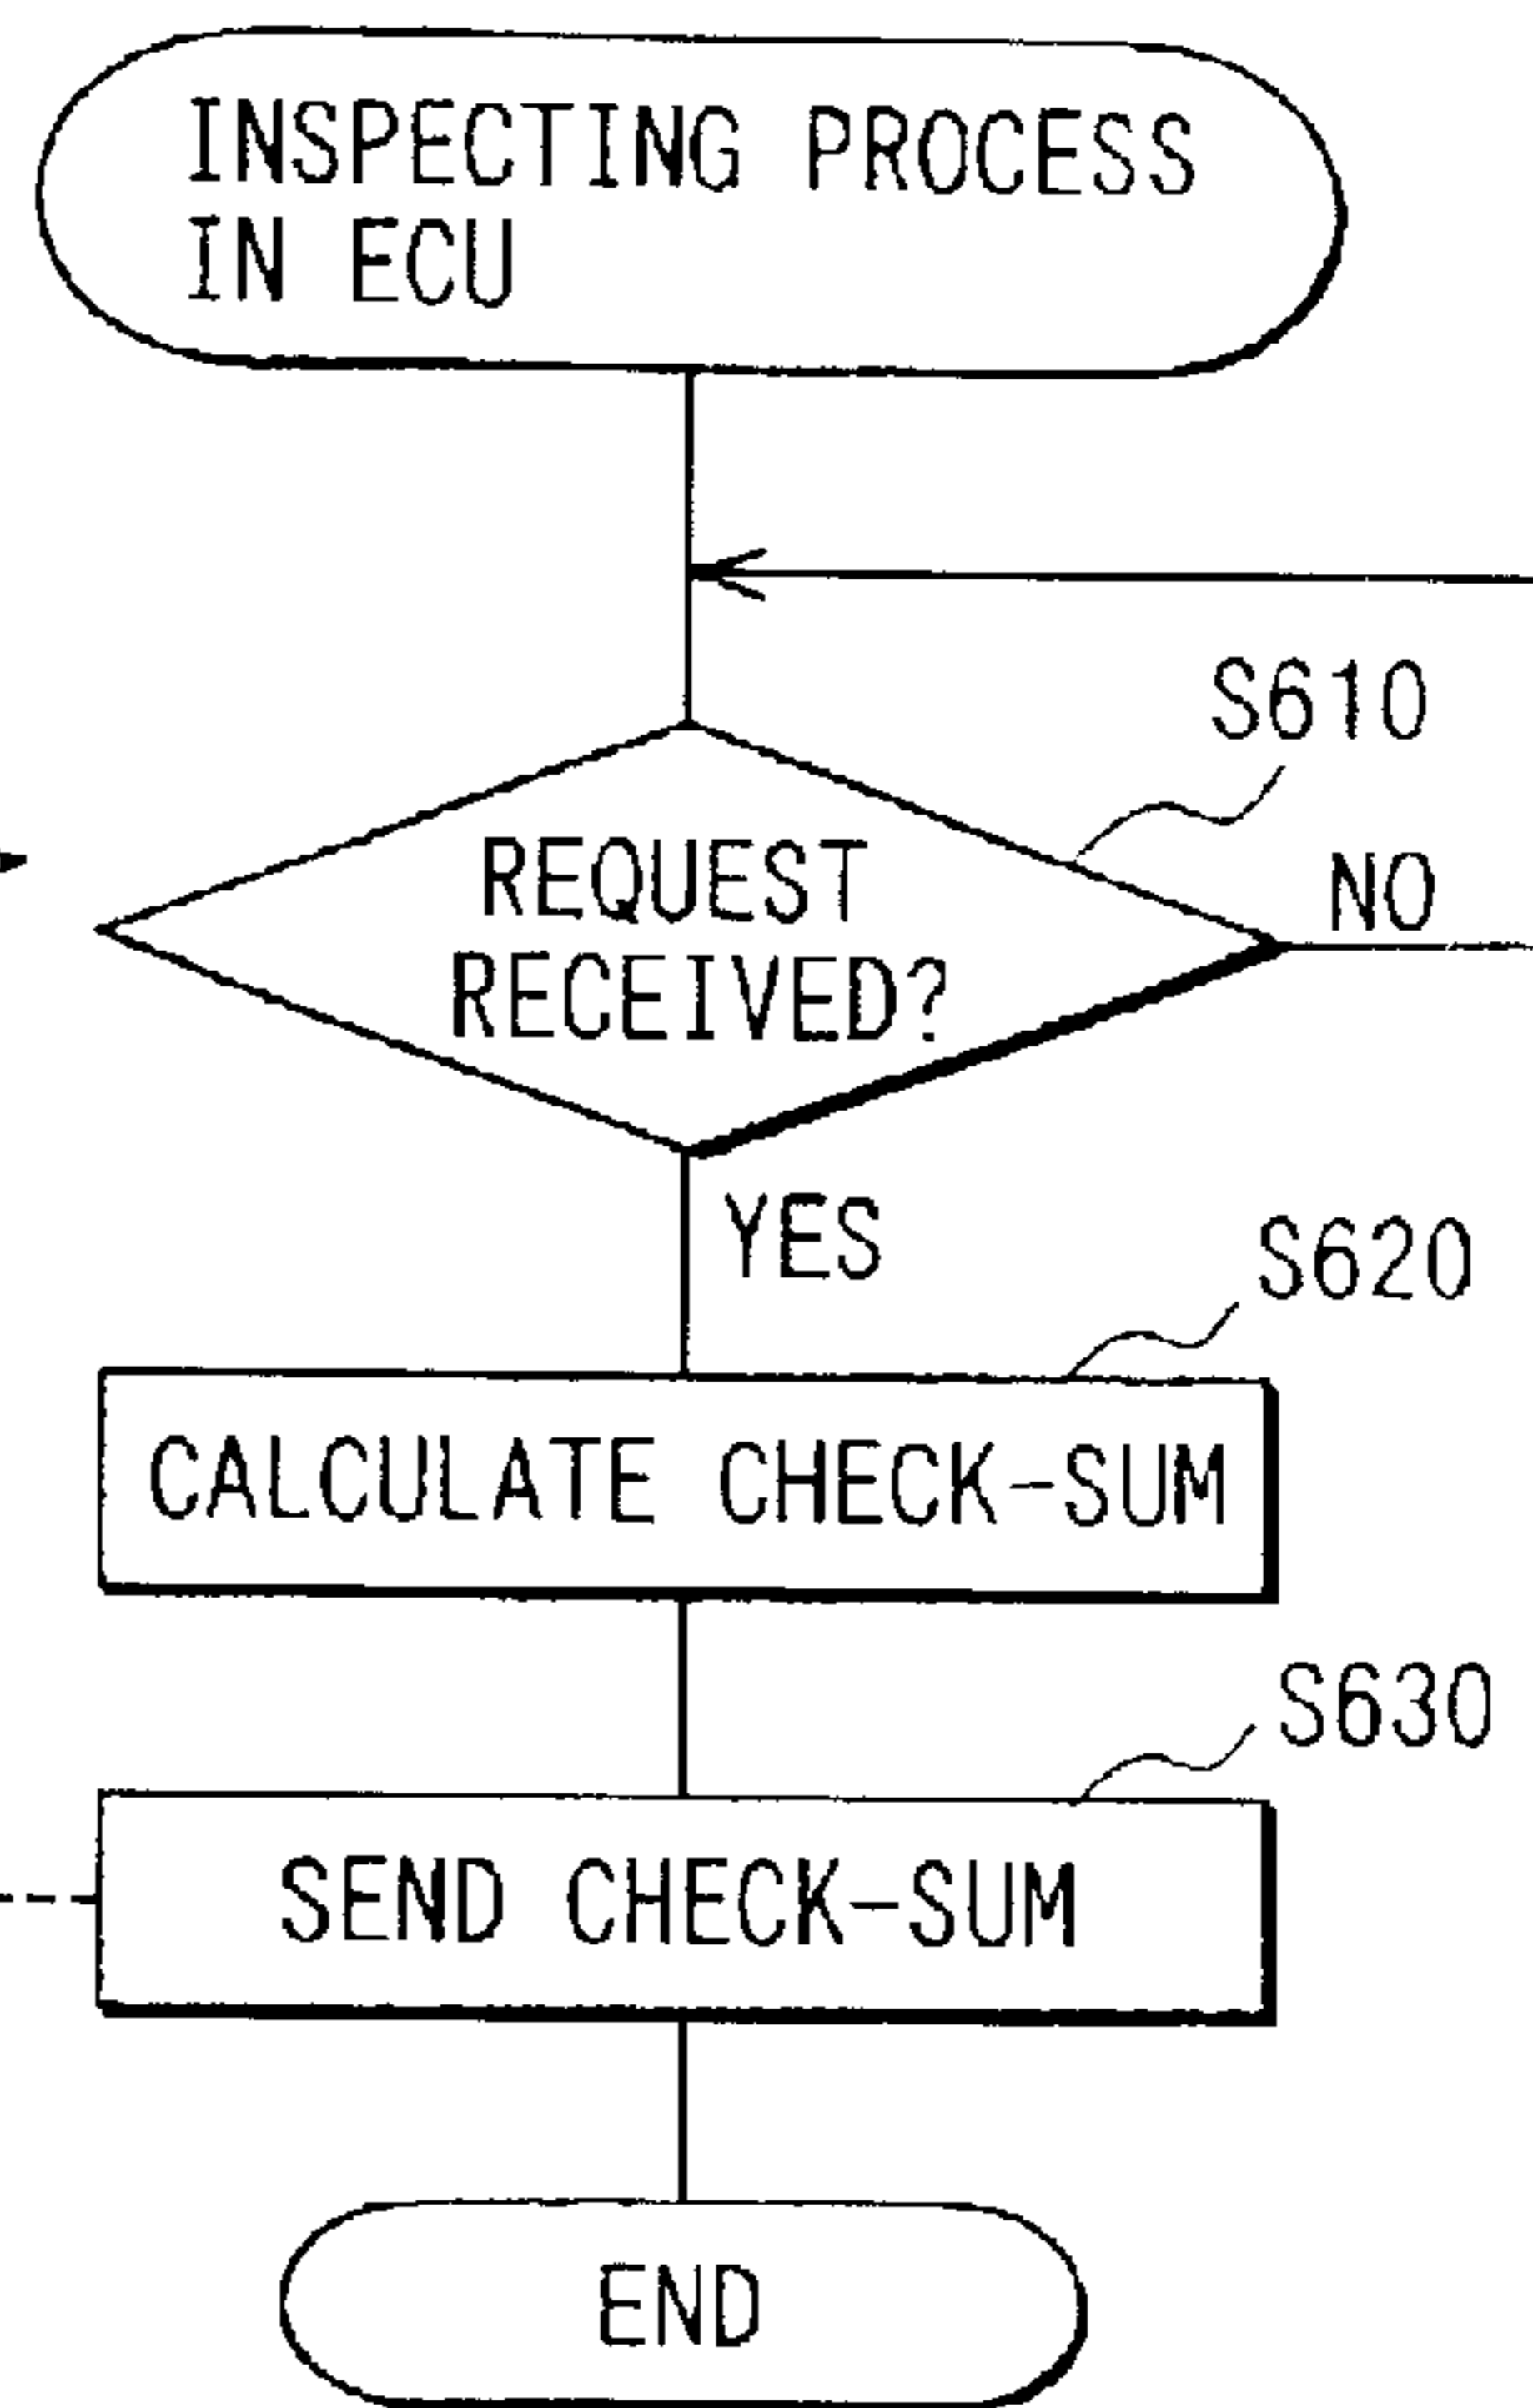 INSPECTING PROCESS
IN ECU
S610
REQUEST
RECEIVED?
NO
YES
S620
CALCULATE CHECK-SUM
S630
SEND CHECK-SUM
END